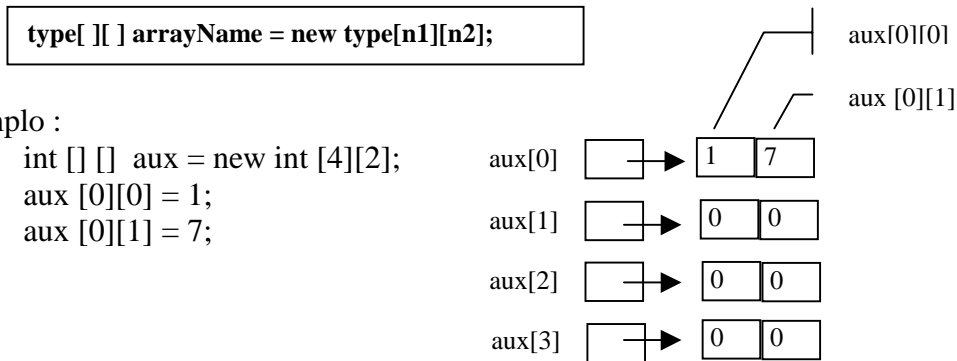 type[ ][ ] arrayName = new type[n1][n2];
aux[0][0]
aux [0][1]
mplo :
int [] [] aux = new int [4][2];
aux [0][0] = 1;
aux [0][1] = 7;
aux[0] 1 7
aux[1] 0 0
aux[2] 0 0
aux[3] 0 0